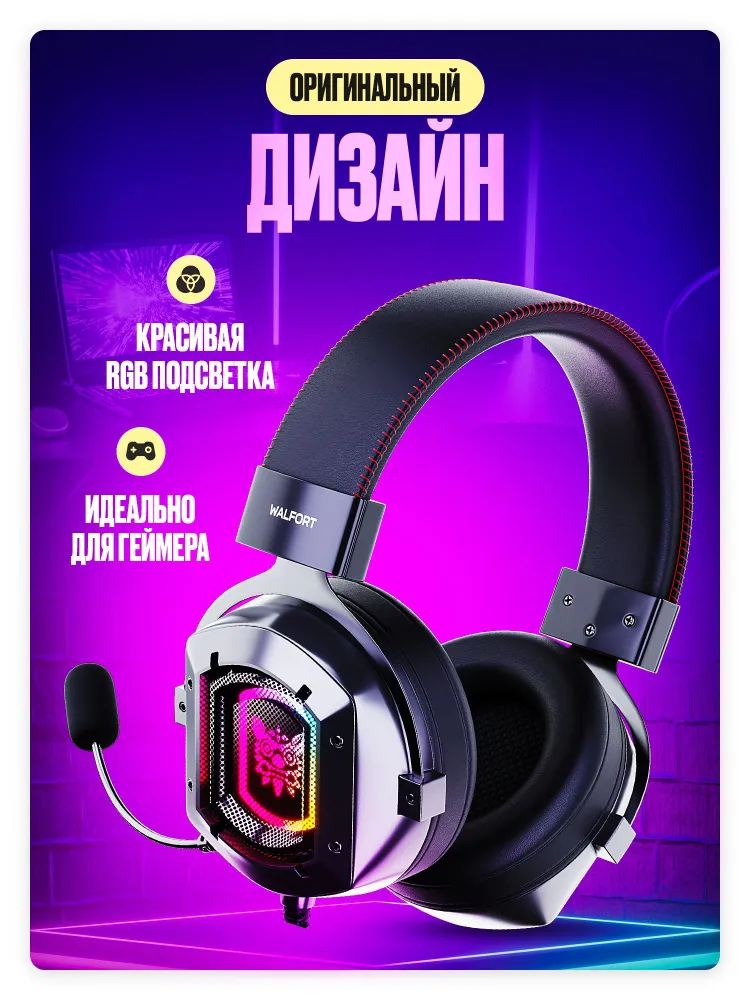 ОРИГИНАЛЬНЫЙ
ДИЗАЙН
КРАСИВАЯ
RGB ПОДСВЕТКА
ИДЕАЛЬНО
ДЛЯ ГЕЙМЕРА
WALFORT